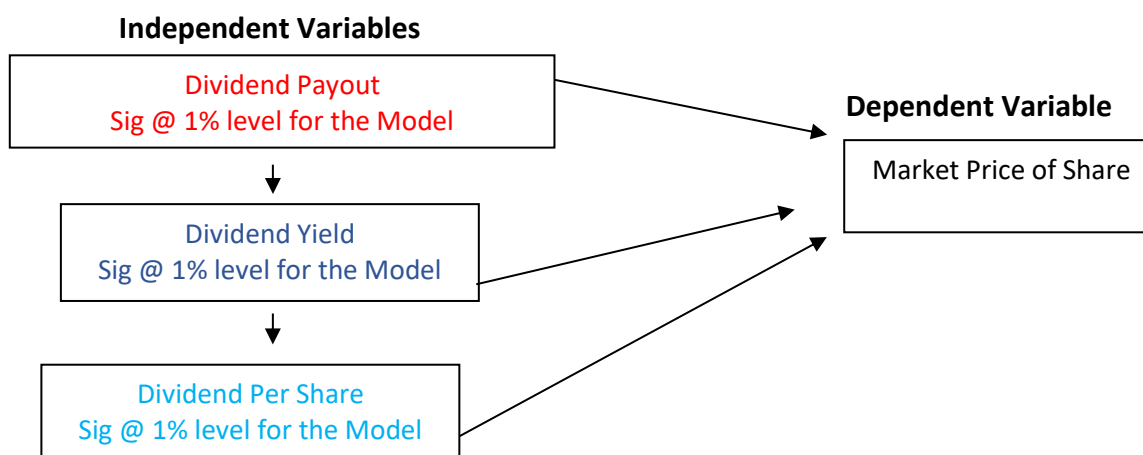 Independent Variables
Dividend Payout
Sig @ 1% level for the Model
Dividend Yield
Sig @ 1% level for the Model
Dividend Per Share
Sig @ 1% level for the Model
Dependent Variable
Market Price of Share